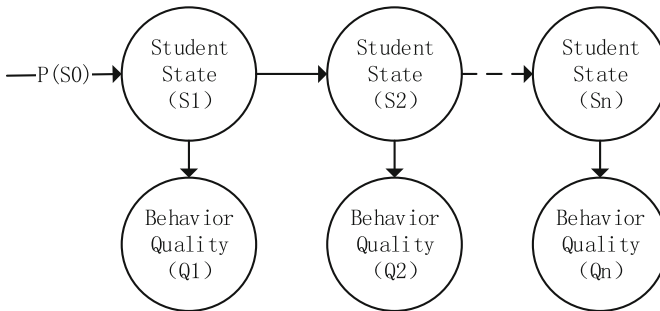 P(S0)
Student
State
(S1)
Student
State
(S2)
Student
State
(Sn)
Behavior
Quality
(Q1)
Behavior
Quality
(Q2)
Behavior
Quality
(Qn)